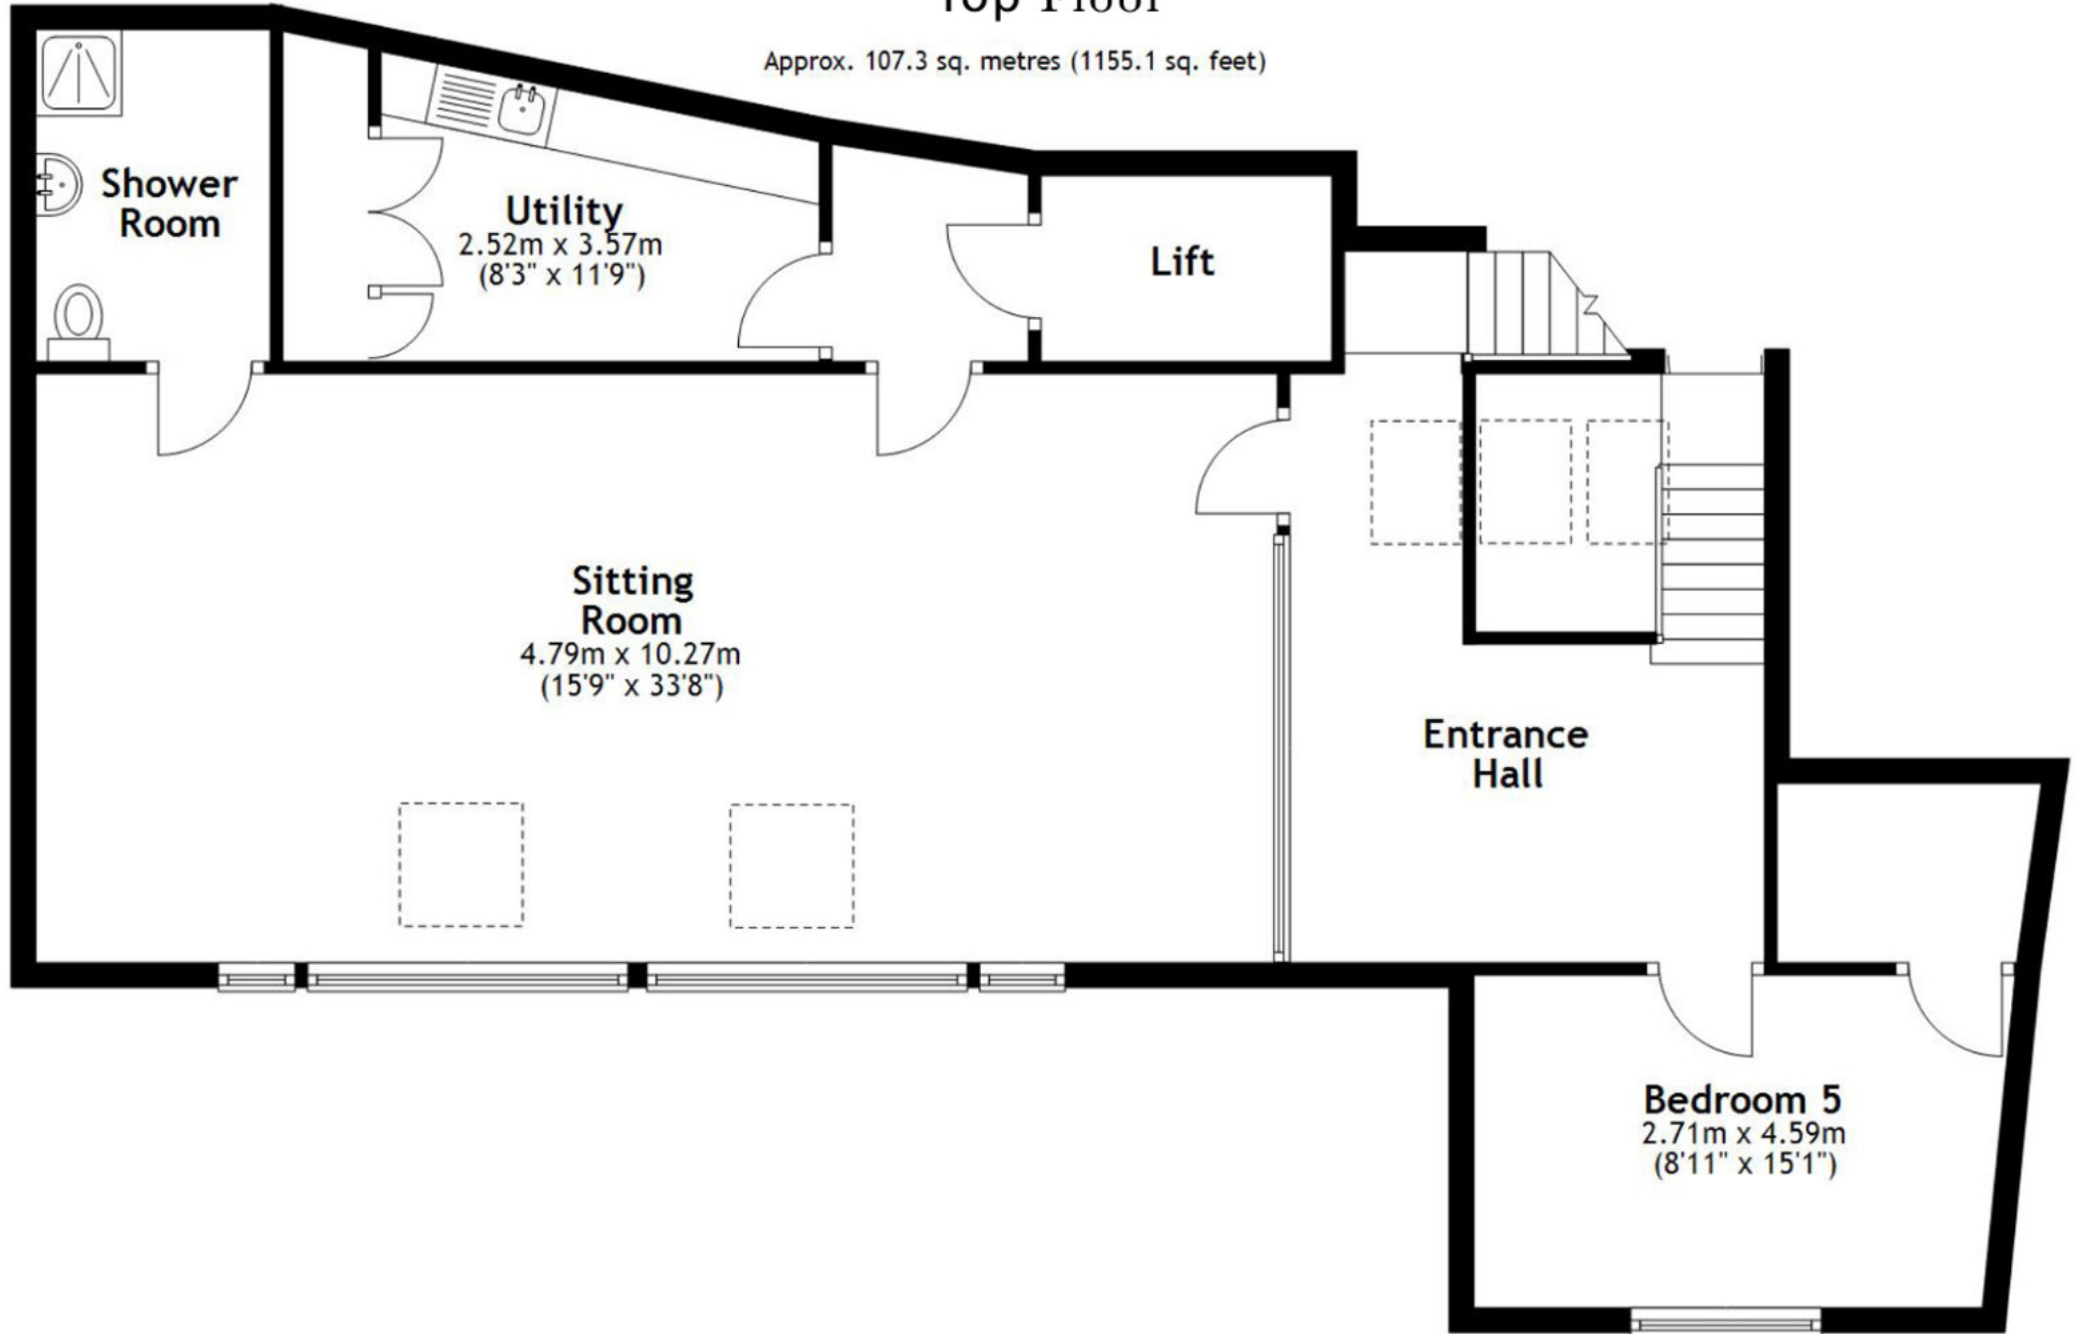 Top Floor
Approx. 107.3 sq. metres (1155.1 sq. feet)
Shower
Room
Utility
2.52m x 3.57m
(8'3" x 11'9")
Lift
Sitting
Room
4.79m x 10.27m
(15'9" x 33'8")
Entrance
Hall
Bedroom 5
2.71m x 4.59m
(8'11" x 15'1")